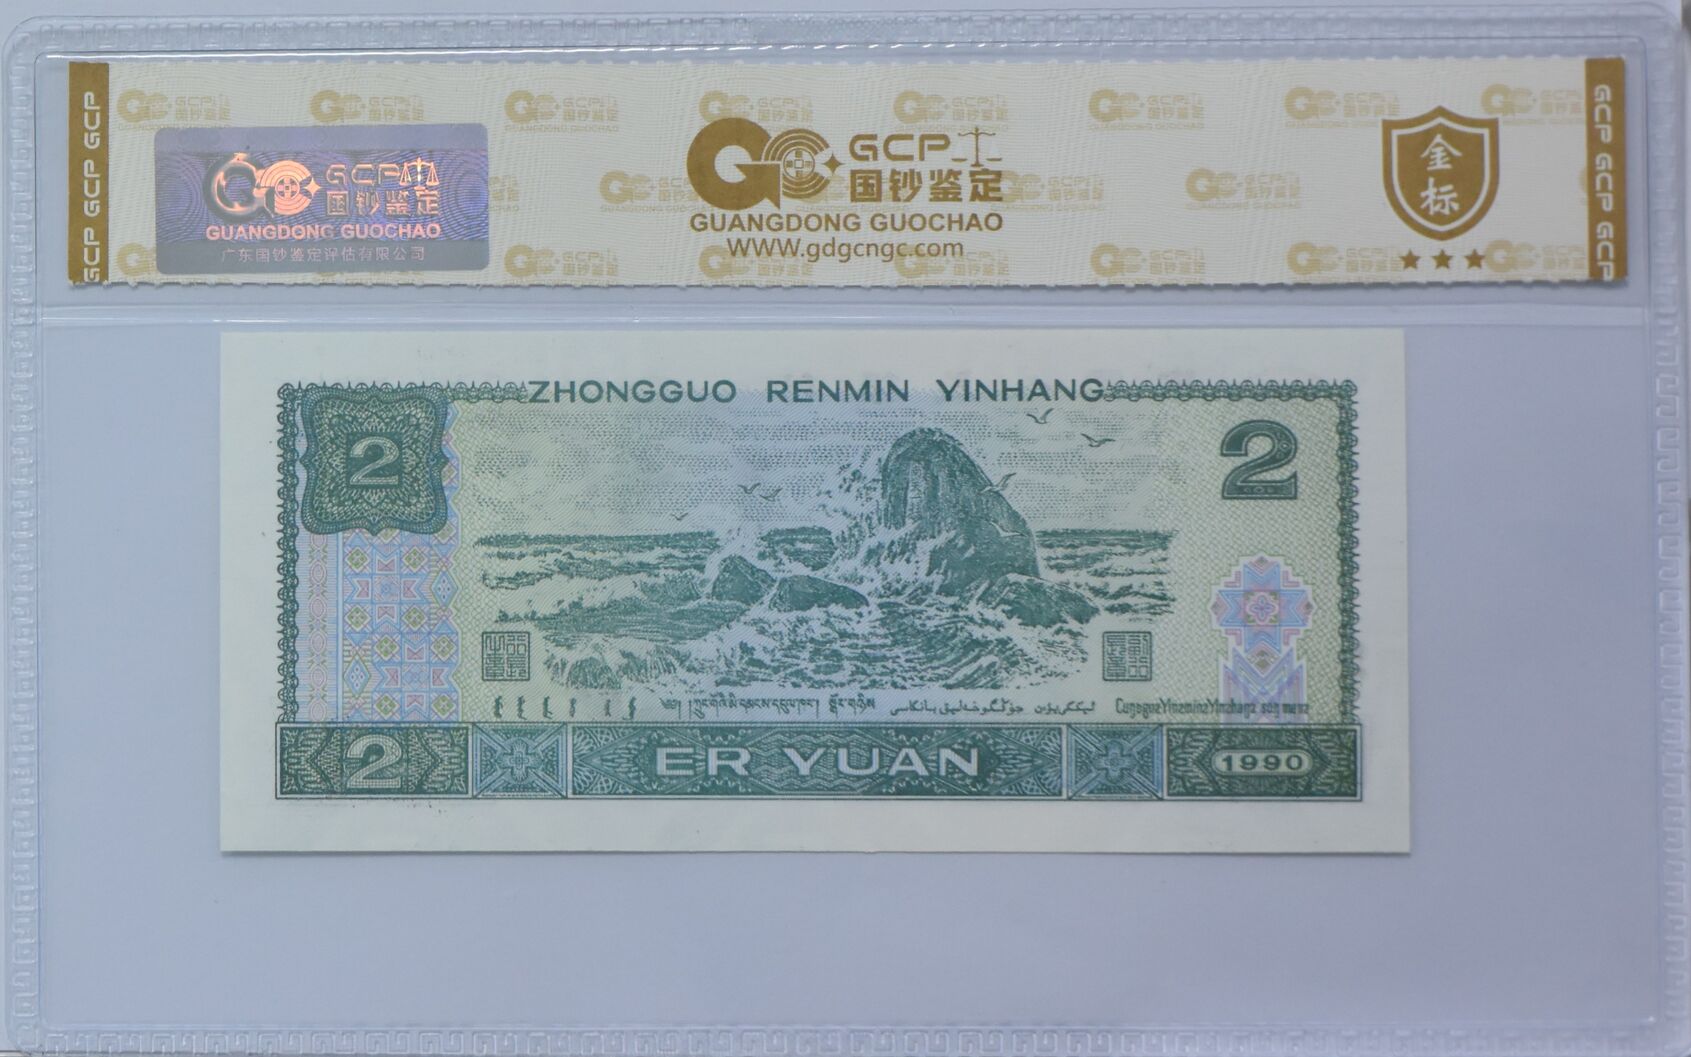 GCP GCP GCP
GCP 国钞鉴定
GUANGDONG GUOCHAO
广东国钞鉴定评估有限公司
GCP
国钞鉴定
GUANGDONG GUOCHAO
WWW.gdgcngc.com
金标
GCP GCP GCP
ZHONGGUO RENMIN YINHANG
2
2
2
ER YUAN
1990